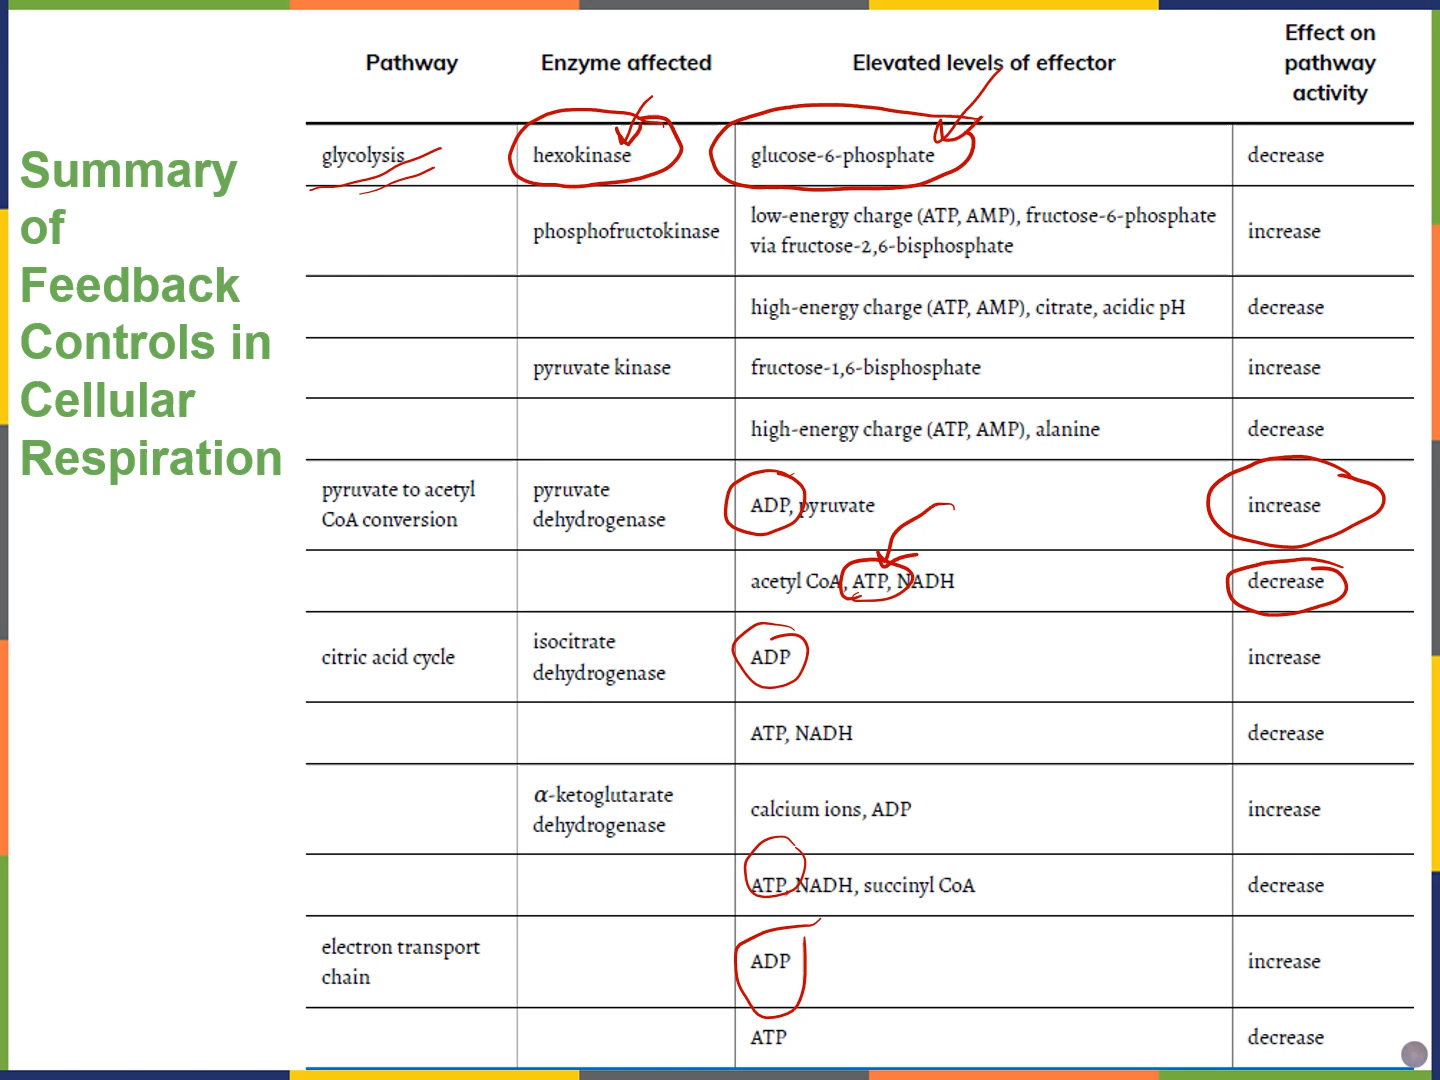 Summary
of
Feedback
Controls in
Cellular
Respiration
Pathway
Enzyme affected
Elevated levels of effector
Effect on
pathway
activity
glycolysis
hexokinase
glucose-6-phosphate
decrease
phosphofructokinase
low-energy charge (ATP, AMP), fructose-6-phosphate
via fructose-2,6-bisphosphate
increase
high-energy charge (ATP, AMP), citrate, acidic pH
decrease
pyruvate kinase
fructose-1,6-bisphosphate
increase
high-energy charge (ATP, AMP), alanine
decrease
pyruvate to acetyl
CoA conversion
pyruvate
dehydrogenase
ADP, pyruvate
increase
acetyl CoA, ATP, NADH
decrease
citric acid cycle
isocitrate
dehydrogenase
ADP
increase
ATP, NADH
decrease
α-ketoglutarate
dehydrogenase
calcium ions, ADP
increase
ATP, NADH, succinyl CoA
decrease
electron transport
chain
ADP
increase
ATP
decrease